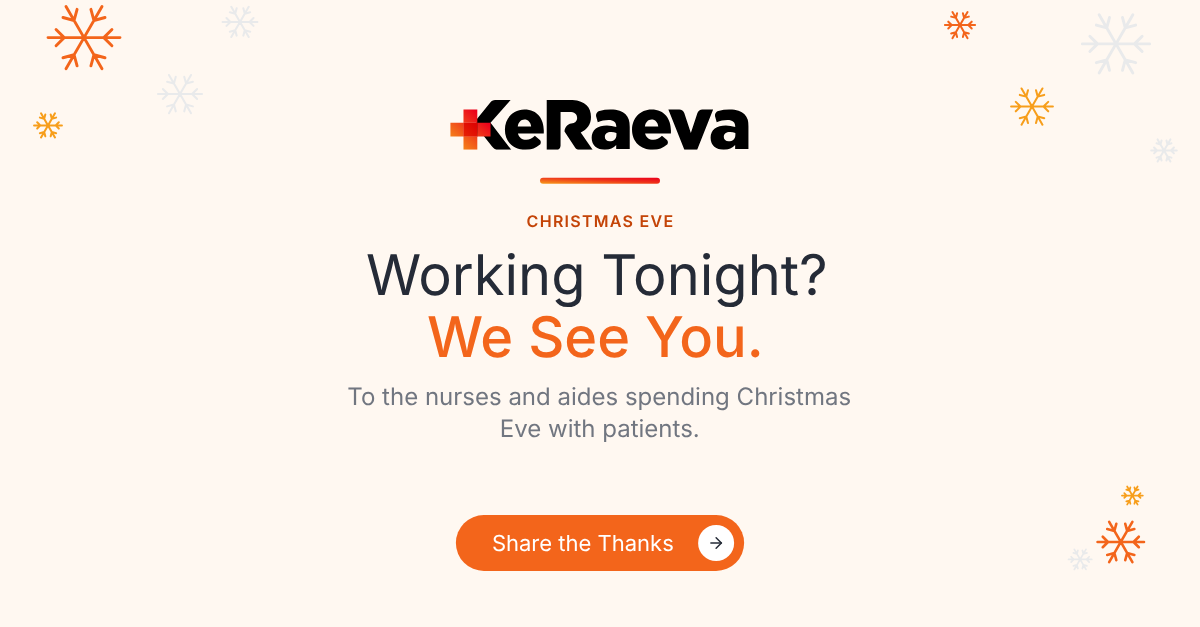 KeRaeva
CHRISTMAS EVE
Working Tonight?
We See You.
To the nurses and aides spending Christmas
Eve with patients.
Share the Thanks